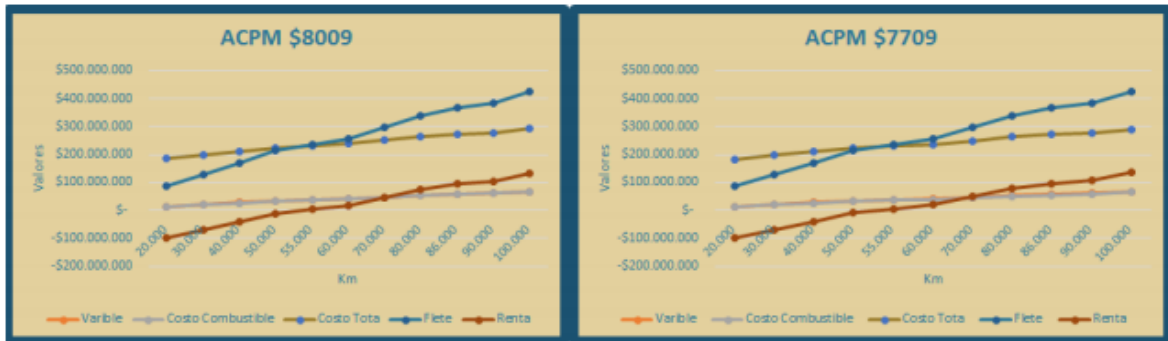 ACPM $8009
$500.000.000
$400.000.000
$300.000.000
$200.000.000
$100.000.000
$-
-$100.000.000
-$200.000.000
Valores
20.000 30.000 40.000 50.000 55.000 60.000 70.000 80.000 86.000 90.000 100.000
Km
Varible Costo Combustible Costo Tota Flete Renta
ACPM $7709
$500.000.000
$400.000.000
$300.000.000
$200.000.000
$100.000.000
$-
-$100.000.000
-$200.000.000
Valores
20.000 30.000 40.000 50.000 55.000 60.000 70.000 80.000 86.000 90.000 100.000
Km
Varible Costo Combustible Costo Tota Flete Renta